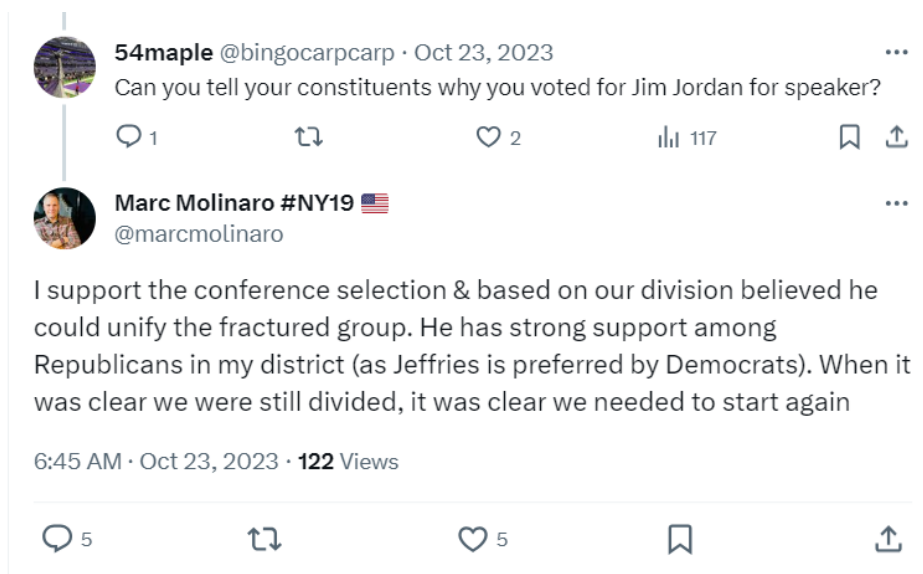 54maple @bingocarpcarp · Oct 23, 2023
Can you tell your constituents why you voted for Jim Jordan for speaker?
1 2 117
Marc Molinaro #NY19 🇺🇸
@marcmolinaro
I support the conference selection & based on our division believed he
could unify the fractured group. He has strong support among
Republicans in my district (as Jeffries is preferred by Democrats). When it
was clear we were still divided, it was clear we needed to start again
6:45 AM · Oct 23, 2023 · 122 Views
5 5